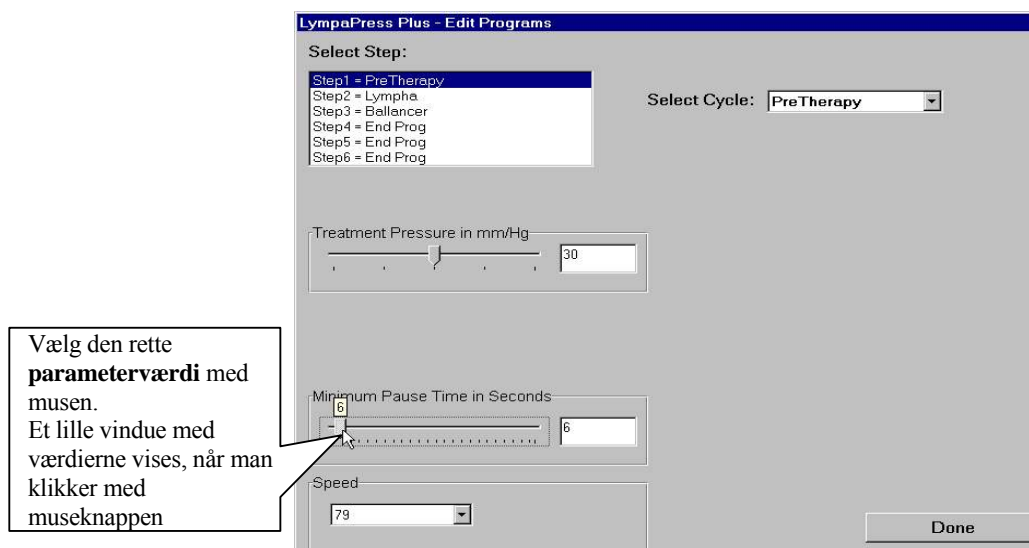 LympaPress Plus - Edit Programs
Select Step:
Step1 = PreTherapy
Step2 = Lympha
Step3 = Ballancer
Step4 = End Prog
Step5 = End Prog
Step6 = End Prog
Select Cycle: PreTherapy
Treatment Pressure in mm/Hg
30
Vælg den rette
parameterværdi med
musen.
Et lille vindue med
værdierne vises, når man
klikker med
museknappen
Minimum Pause Time in Seconds
6
6
Speed
79
Done